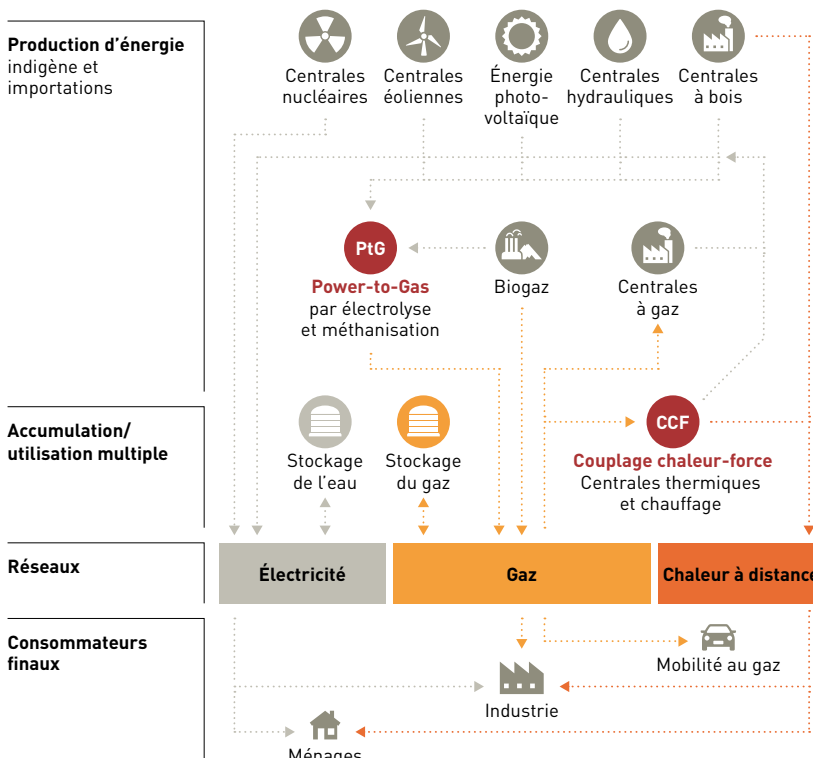 Production d'énergie
indigène et
importations
Centrales
nucléaires
Centrales
éoliennes
Énergie
photo-
voltaïque
Centrales
hydrauliques
Centrales
à bois
PtG
Power-to-Gas
par électrolyse
et méthanisation
Biogaz
Centrales
à gaz
Accumulation/
utilisation multiple
Stockage
de l'eau
Stockage
du gaz
CCF
Couplage chaleur-force
Centrales thermiques
et chauffage
Réseaux
Électricité
Gaz
Chaleur à distance
Consommateurs
finaux
Mobilité au gaz
Industrie
Ménages